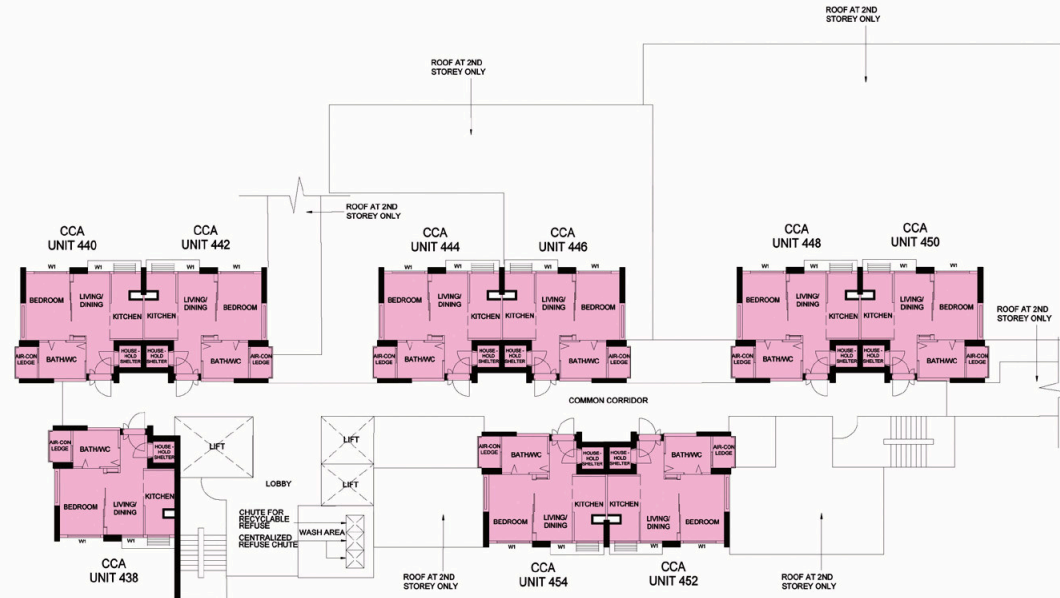 ROOF AT 2ND
STOREY ONLY
ROOF AT 2ND
STOREY ONLY
ROOF AT 2ND
STOREY ONLY
CCA
UNIT 440
CCA
UNIT 442
CCA
UNIT 444
CCA
UNIT 446
CCA
UNIT 448
CCA
UNIT 450
W1
W1
W1
W1
W1
W1
W1
W1
W1
W1
W1
W1
BEDROOM
LIVING/
DINING
KITCHEN
KITCHEN
LIVING/
DINING
BEDROOM
BEDROOM
LIVING/
DINING
KITCHEN
KITCHEN
LIVING/
DINING
BEDROOM
BEDROOM
LIVING/
DINING
KITCHEN
KITCHEN
LIVING/
DINING
BEDROOM
ROOF AT 2ND
STOREY ONLY
AIR-CON
LEDGE
BATH/WC
HOUSE-
HOLD
SHELTER
HOUSE-
HOLD
SHELTER
BATH/WC
AIR-CON
LEDGE
AIR-CON
LEDGE
BATH/WC
HOUSE-
HOLD
SHELTER
HOUSE-
HOLD
SHELTER
BATH/WC
AIR-CON
LEDGE
AIR-CON
LEDGE
BATH/WC
HOUSE-
HOLD
SHELTER
HOUSE-
HOLD
SHELTER
BATH/WC
AIR-CON
LEDGE
COMMON CORRIDOR
AIR-CON
LEDGE
BATH/WC
HOUSE-
HOLD
SHELTER
LIFT
LIFT
LIFT
LOBBY
AIR-CON
LEDGE
BATH/WC
HOUSE-
HOLD
SHELTER
HOUSE-
HOLD
SHELTER
BATH/WC
AIR-CON
LEDGE
BEDROOM
LIVING/
DINING
KITCHEN
BEDROOM
LIVING/
DINING
KITCHEN
KITCHEN
LIVING/
DINING
BEDROOM
CHUTE FOR
RECYCLABLE
REFUSE
CENTRALIZED
REFUSE CHUTE
WASH AREA
W1
W1
W1
W1
W1
W1
CCA
UNIT 438
CCA
UNIT 454
CCA
UNIT 452
ROOF AT 2ND
STOREY ONLY
ROOF AT 2ND
STOREY ONLY